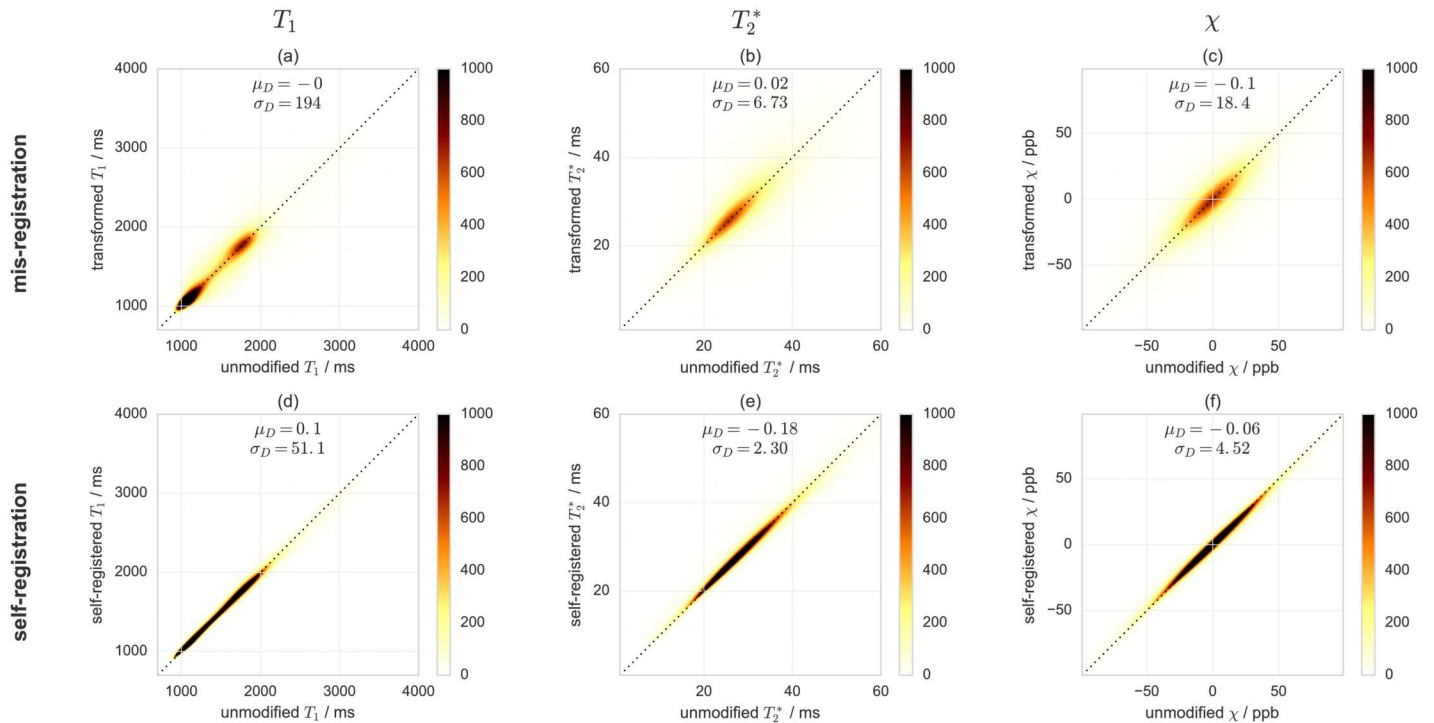 T₁
T₂*
χ
mis-registration
(a)
μ_D = −0
σ_D = 194
4000
3000
2000
1000
transformed T₁ / ms
1000
2000
3000
4000
unmodified T₁ / ms
1000
800
600
400
200
0
(b)
μ_D = 0.02
σ_D = 6.73
60
40
20
transformed T₂* / ms
20
40
60
unmodified T₂* / ms
1000
800
600
400
200
0
(c)
μ_D = −0.1
σ_D = 18.4
50
0
−50
transformed χ / ppb
−50
0
50
unmodified χ / ppb
1000
800
600
400
200
0
self-registration
(d)
μ_D = 0.1
σ_D = 51.1
4000
3000
2000
1000
self-registered T₁ / ms
1000
2000
3000
4000
unmodified T₁ / ms
1000
800
600
400
200
0
(e)
μ_D = −0.18
σ_D = 2.30
60
40
20
self-registered T₂* / ms
20
40
60
unmodified T₂* / ms
1000
800
600
400
200
0
(f)
μ_D = −0.06
σ_D = 4.52
50
0
−50
self-registered χ / ppb
−50
0
50
unmodified χ / ppb
1000
800
600
400
200
0